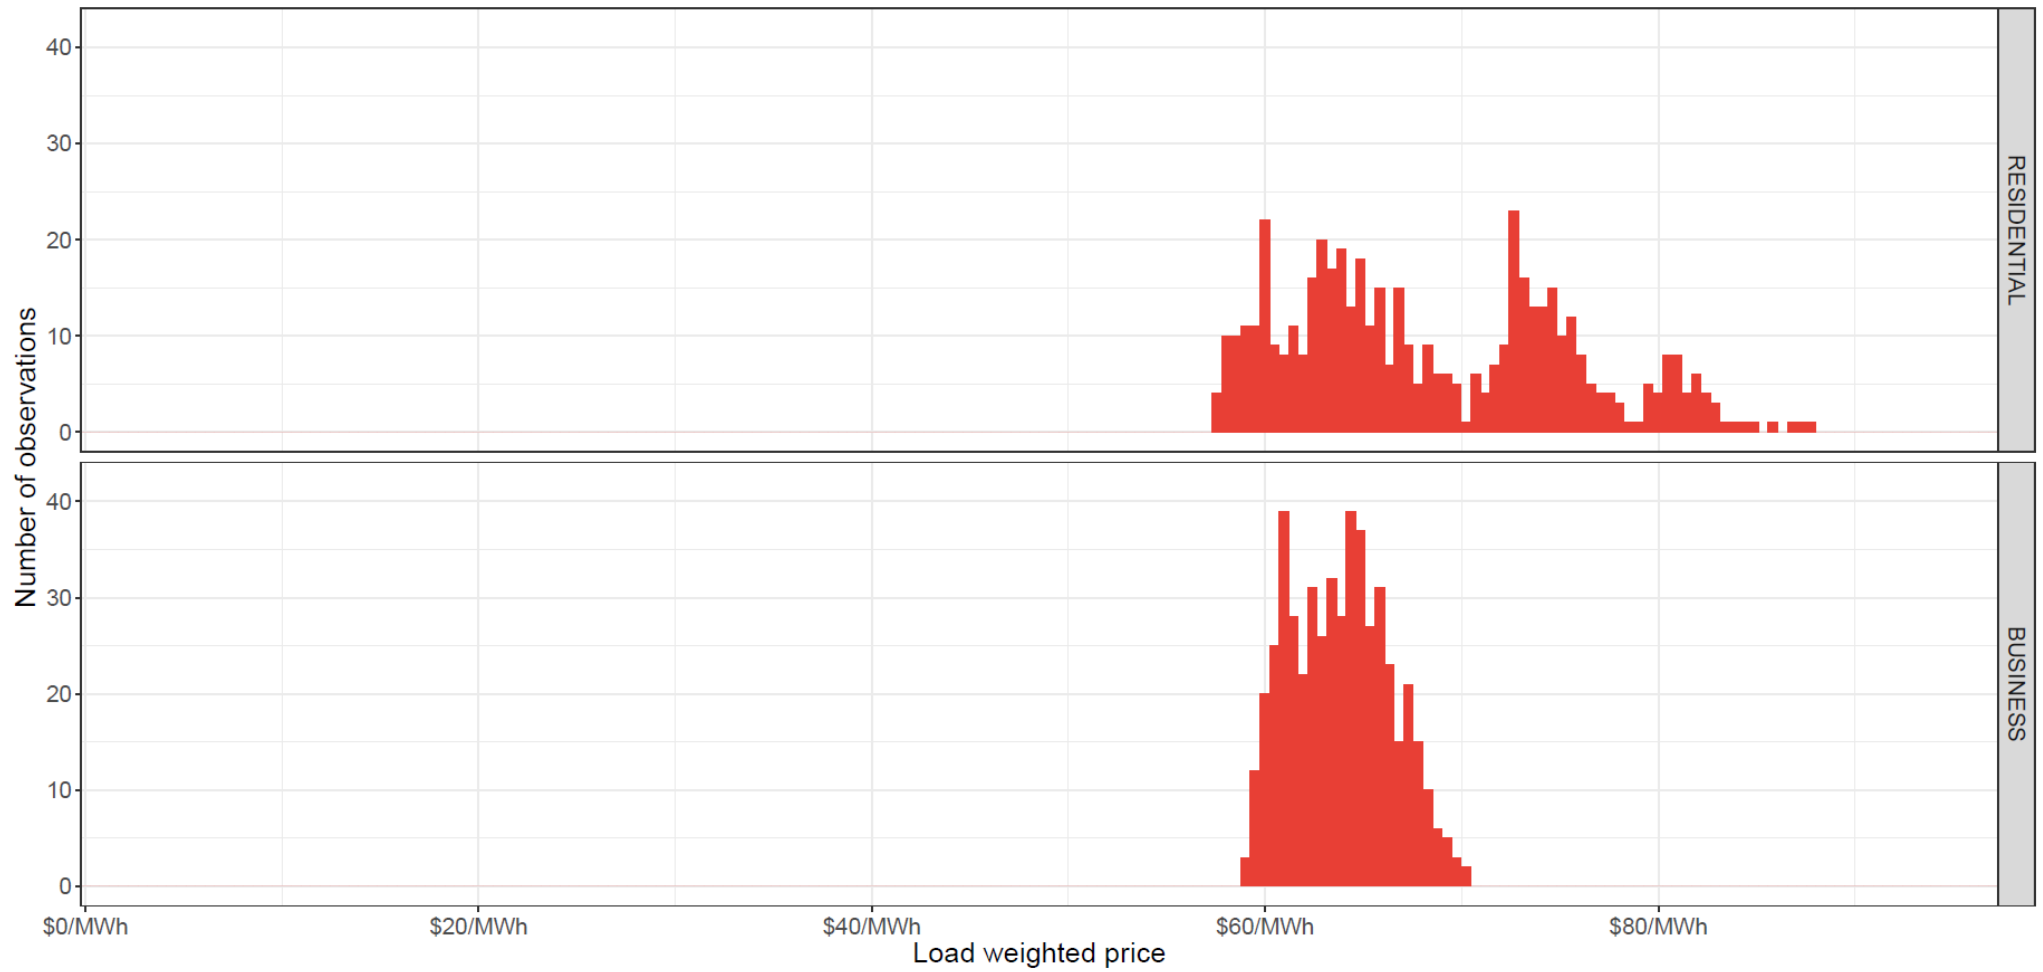 40
30
20
10
0
RESIDENTIAL
Number of observations
40
30
20
10
0
BUSINESS
$0/MWh $20/MWh $40/MWh $60/MWh $80/MWh
Load weighted price